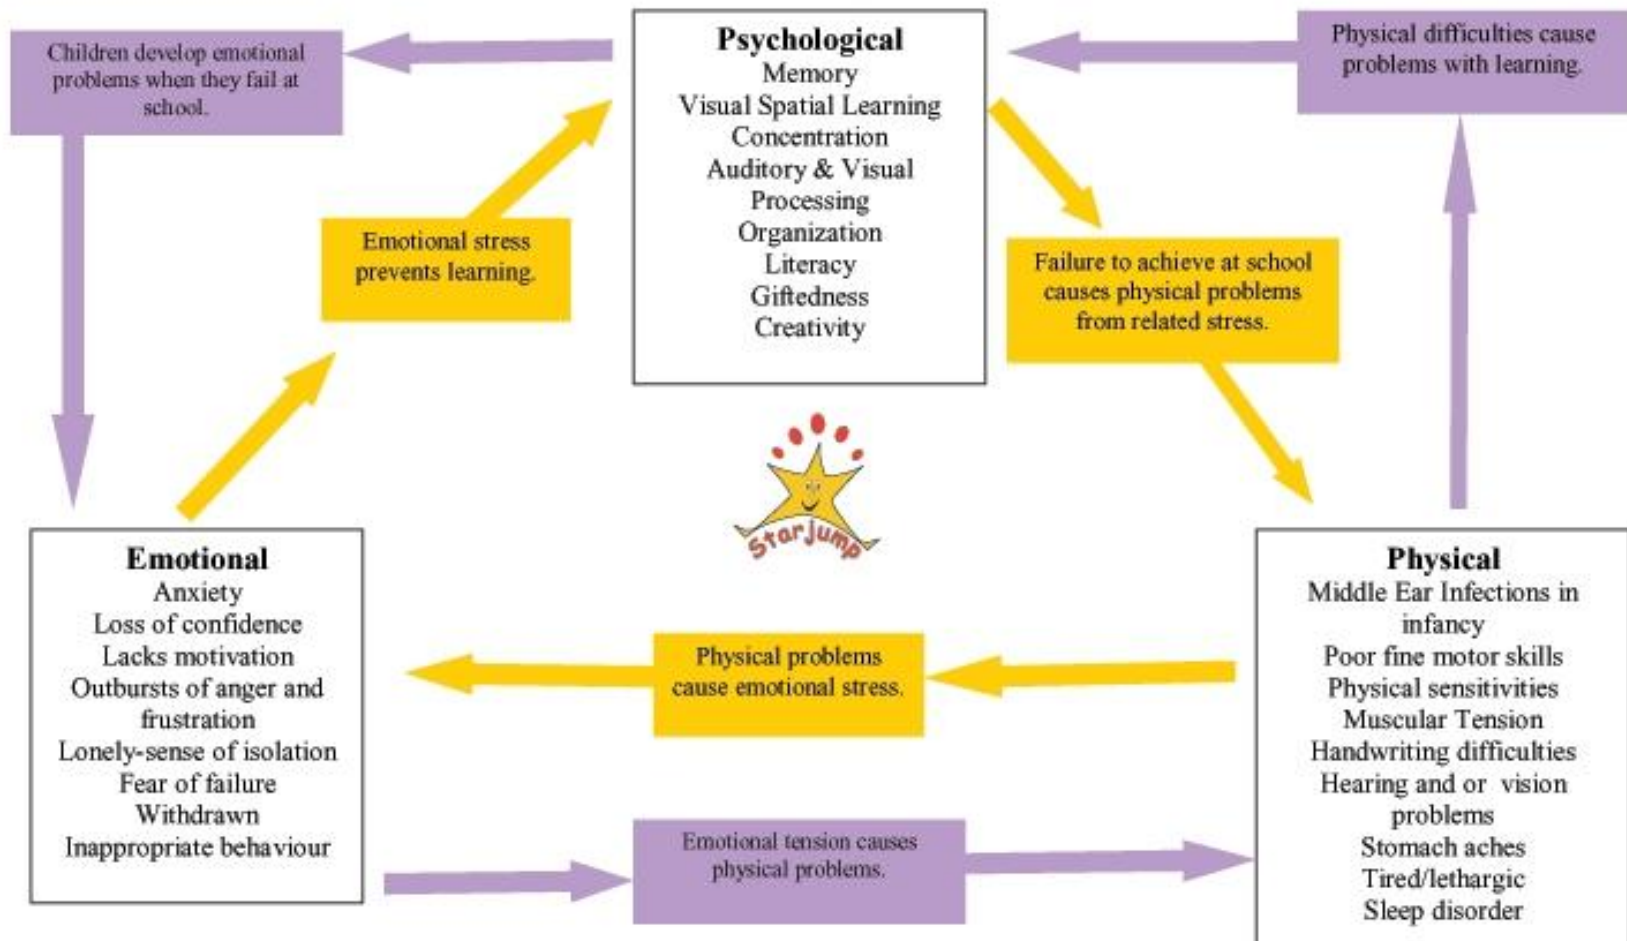 Children develop emotional
problems when they fail at
school.
Psychological
Memory
Visual Spatial Learning
Concentration
Auditory & Visual
Processing
Organization
Literacy
Giftedness
Creativity
Physical difficulties cause
problems with learning.
Emotional stress
prevents learning.
Failure to achieve at school
causes physical problems
from related stress.
Starjump
Emotional
Anxiety
Loss of confidence
Lacks motivation
Outbursts of anger and
frustration
Lonely-sense of isolation
Fear of failure
Withdrawn
Inappropriate behaviour
Physical problems
cause emotional stress.
Physical
Middle Ear Infections in
infancy
Poor fine motor skills
Physical sensitivities
Muscular Tension
Handwriting difficulties
Hearing and or vision
problems
Stomach aches
Tired/lethargic
Sleep disorder
Emotional tension causes
physical problems.